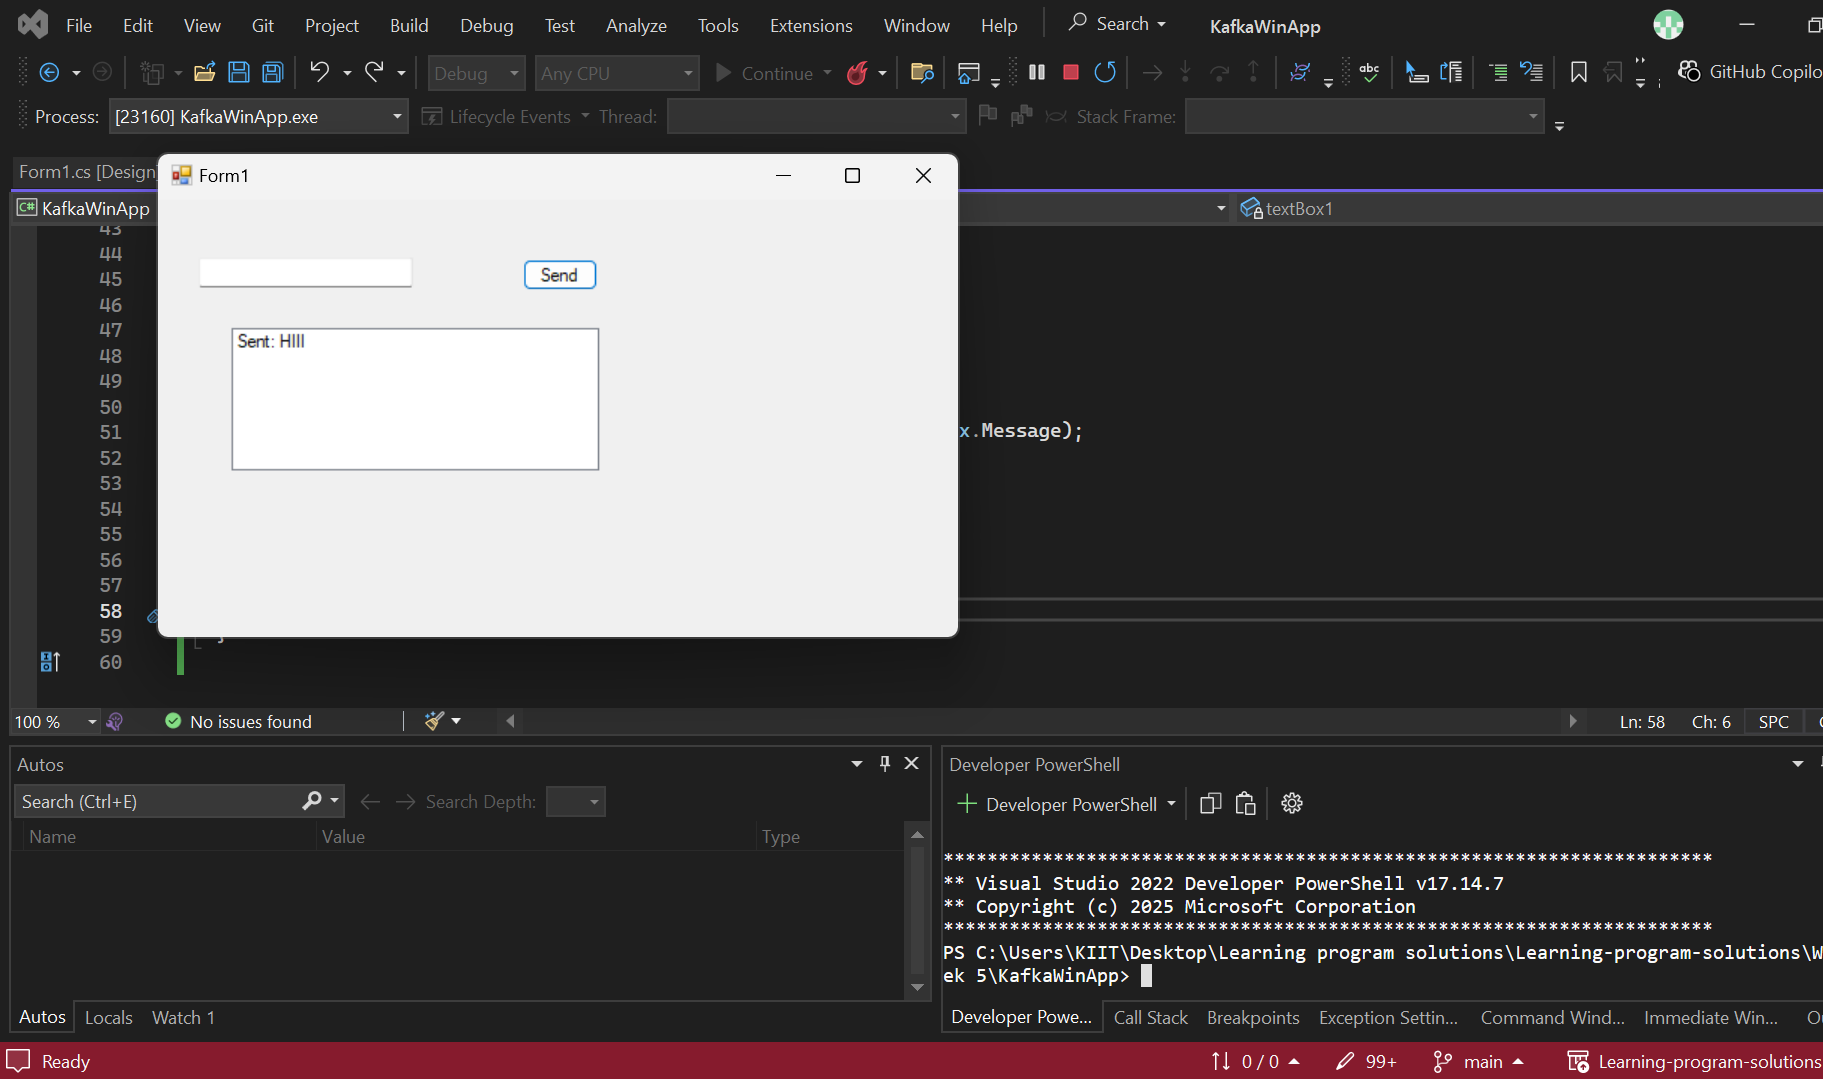 File Edit View Git Project Build Debug Test Analyze Tools Extensions Window Help Search KafkaWinApp
Debug Any CPU Continue abc GitHub Copilo
Process: [23160] KafkaWinApp.exe Lifecycle Events Thread: Stack Frame:
Form1.cs [Design
Form1
C# KafkaWinApp textBox1
43
44
Send
45
46
47
Sent: HIII
48
49
50
51 x.Message);
52
53
54
55
56
57
58
59
60
100 % No issues found Ln: 58 Ch: 6 SPC
Autos
Search (Ctrl+E) Search Depth:
Name Value Type
Autos Locals Watch 1
Developer PowerShell
+ Developer PowerShell
**********************************************************************
** Visual Studio 2022 Developer PowerShell v17.14.7
** Copyright (c) 2025 Microsoft Corporation
**********************************************************************
PS C:\Users\KIIT\Desktop\Learning program solutions\Learning-program-solutions\W
ek 5\KafkaWinApp>
Developer Powe... Call Stack Breakpoints Exception Settin... Command Wind... Immediate Win... Ou
Ready 0 / 0 99+ main Learning-program-solutions